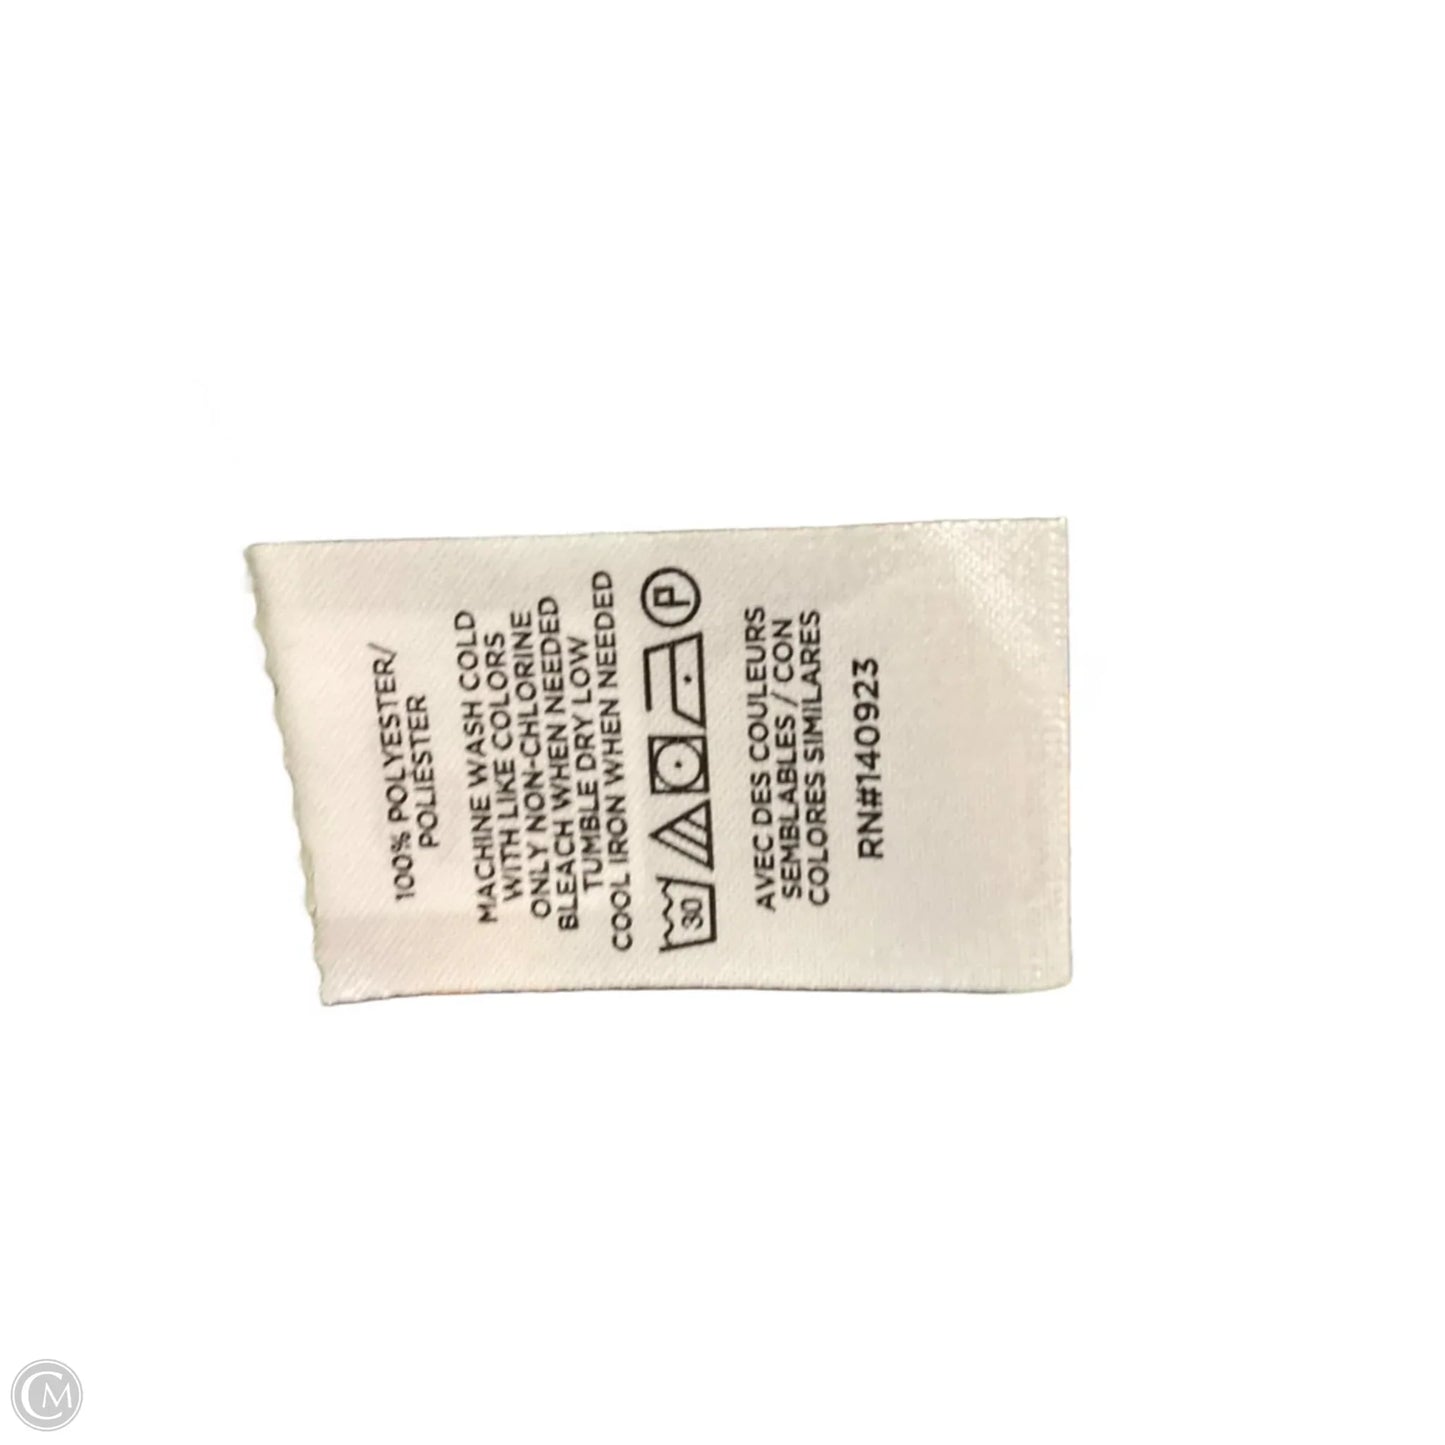 100% POLYESTER/
POLIÉSTER
MACHINE WASH COLD
WITH LIKE COLORS
ONLY NON-CHLORINE
BLEACH WHEN NEEDED
TUMBLE DRY LOW
COOL IRON WHEN NEEDED
30 P
AVEC DES COULEURS
SEMBLABLES / CON
COLORES SIMILARES
RN#140923
CM